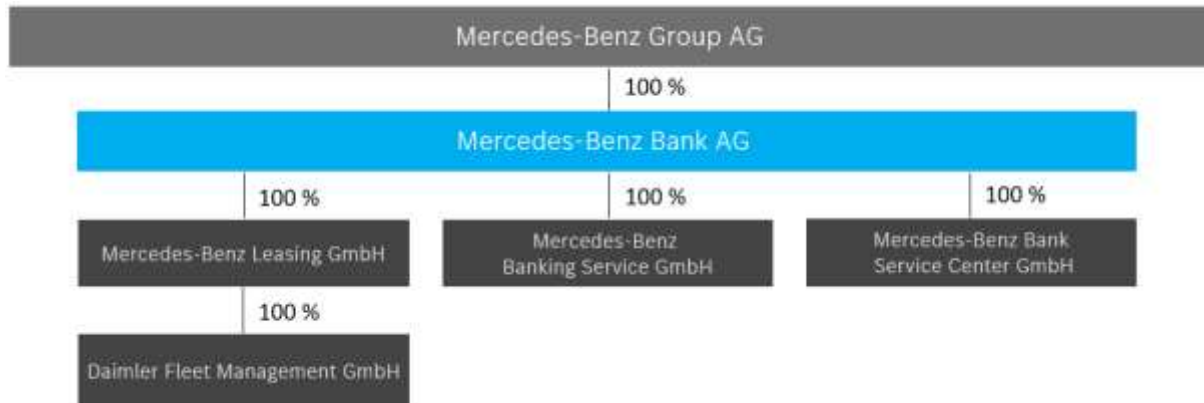 Mercedes-Benz Group AG
100 %
Mercedes-Benz Bank AG
100 %
100 %
100 %
Mercedes-Benz Leasing GmbH
Mercedes-Benz
Banking Service GmbH
Mercedes-Benz Bank
Service Center GmbH
100 %
Daimler Fleet Management GmbH